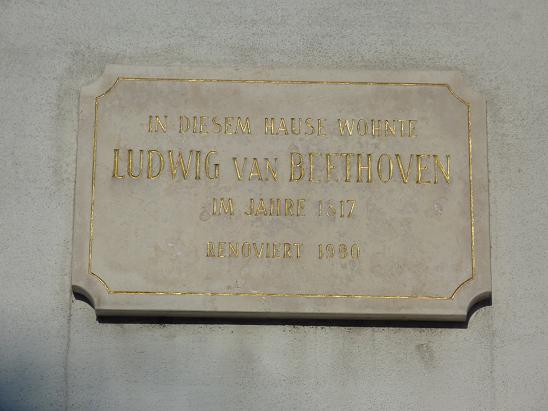 IN DIESEM HAUSE WOHNTE
LUDWIG VAN BEETHOVEN
IM JAHRE 1817
RENOVIERT 1980